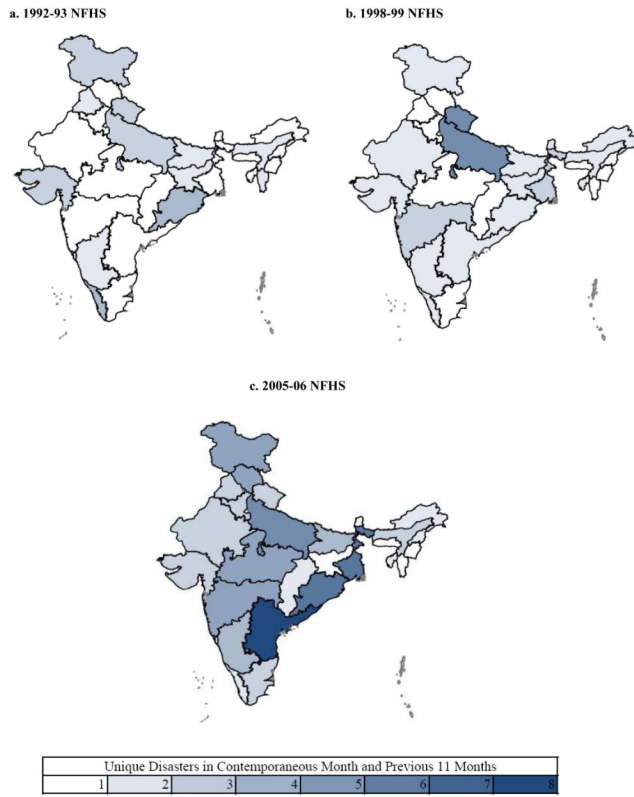 a. 1992-93 NFHS
b. 1998-99 NFHS
c. 2005-06 NFHS
Unique Disasters in Contemporaneous Month and Previous 11 Months
1 2 3 4 5 6 7 8